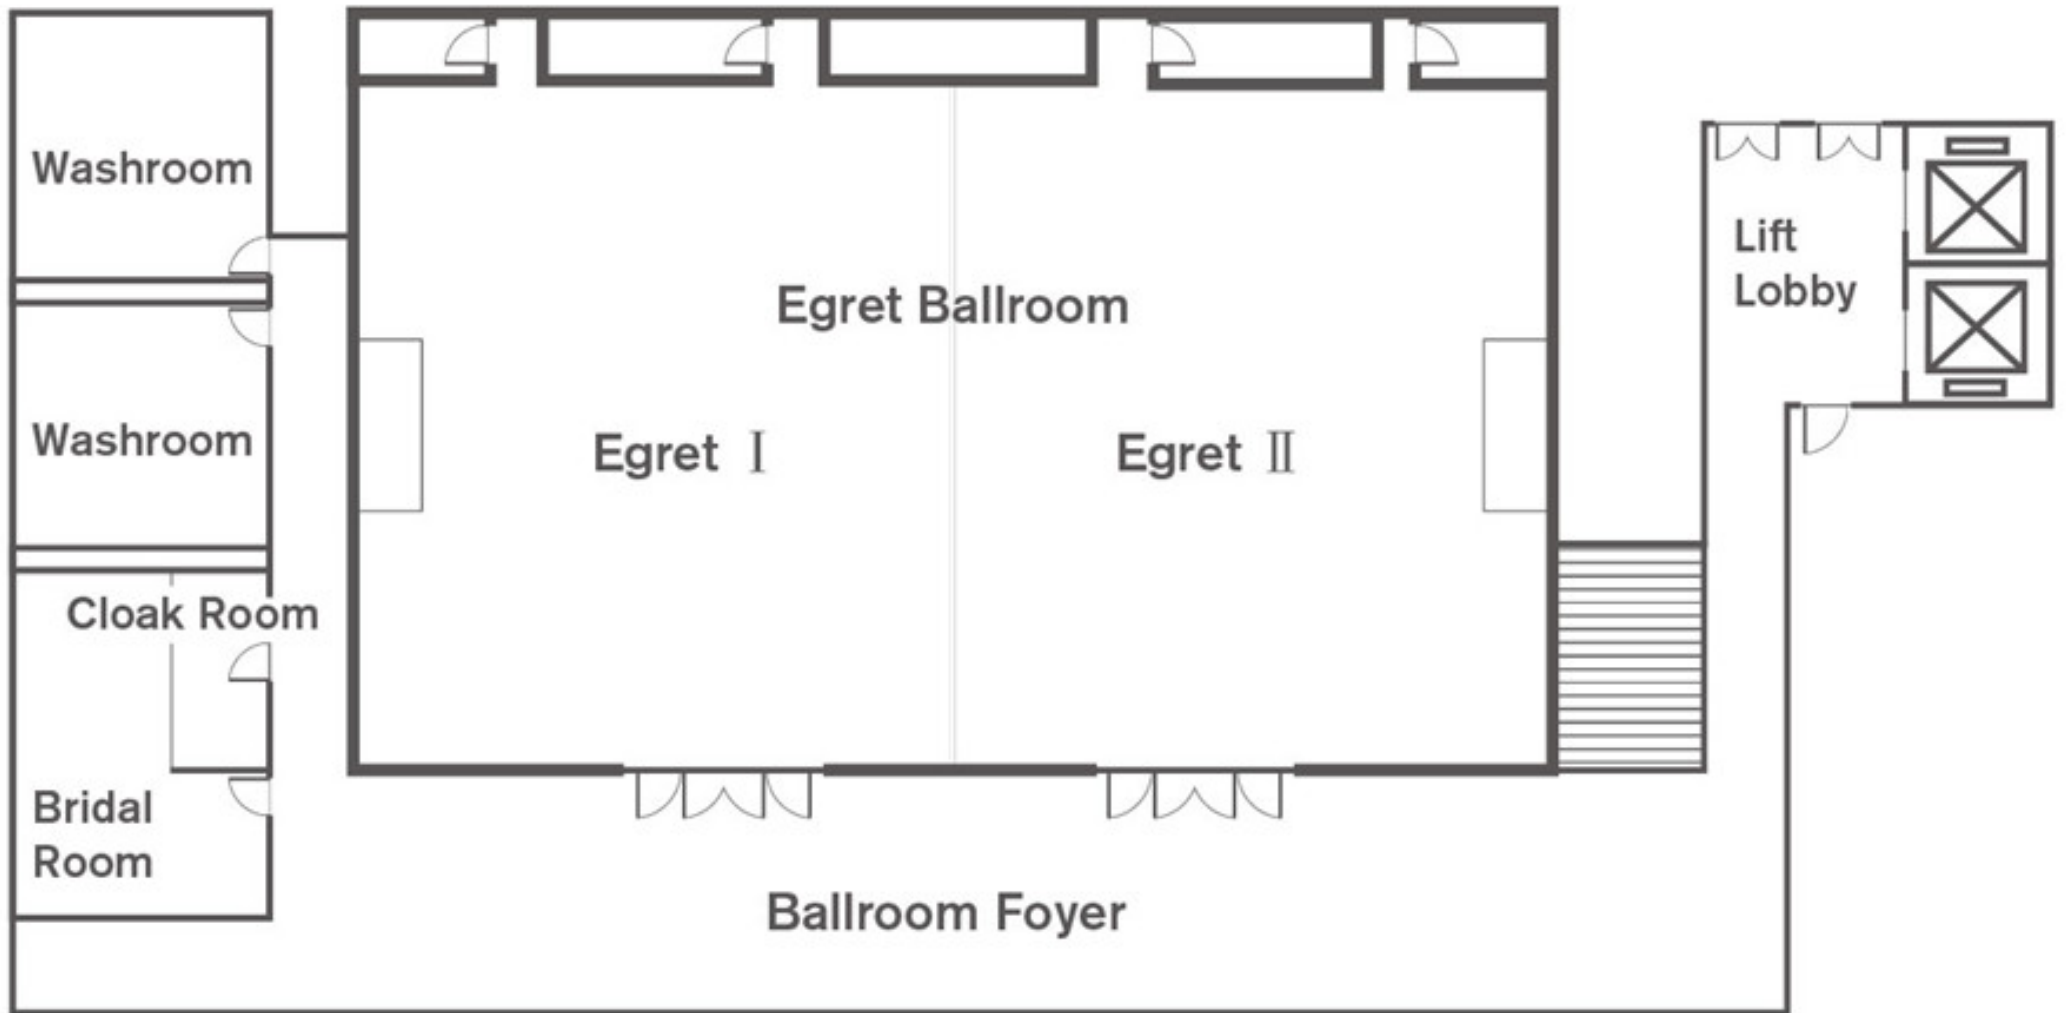 Washroom
Egret Ballroom
Lift
Lobby
Washroom
Egret Ⅰ
Egret Ⅱ
Cloak Room
Bridal
Room
Ballroom Foyer